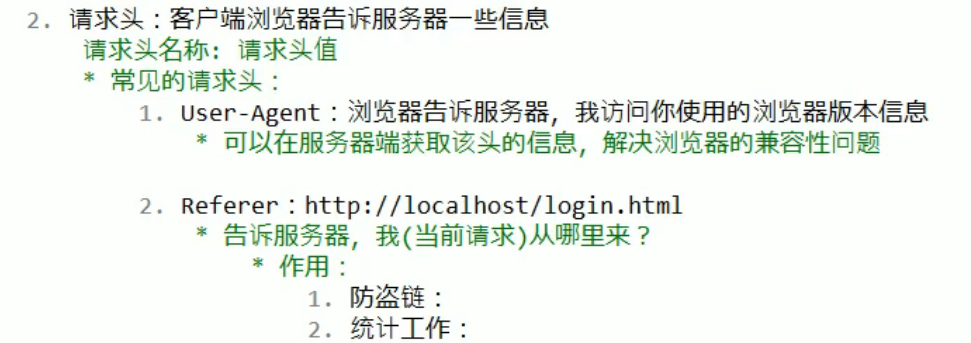 2. 请求头：客户端浏览器告诉服务器一些信息
请求头名称: 请求头值
* 常见的请求头：
1. User-Agent：浏览器告诉服务器，我访问你使用的浏览器版本信息
* 可以在服务器端获取该头的信息，解决浏览器的兼容性问题
2. Referer：http://localhost/login.html
* 告诉服务器，我(当前请求)从哪里来？
* 作用：
1. 防盗链：
2. 统计工作：